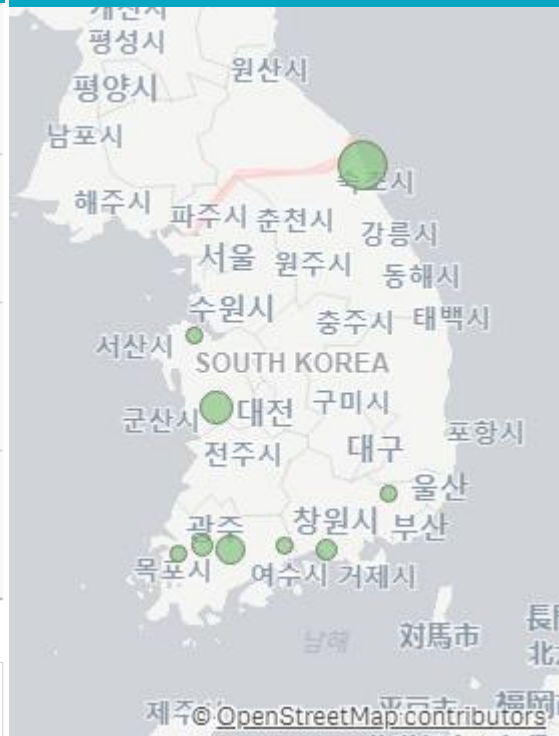 개천시
평성시
원산시
평양시
남포시
해주시
파주시 춘천시
강릉시
서울 원주시
동해시
수원시
충주시 태백시
서산시
SOUTH KOREA
군산시 대전 구미시
포항시
전주시 대구
울산
광주 창원시 부산
목포시 여수시 거제시
남해
対馬市
© OpenStreetMap contributors